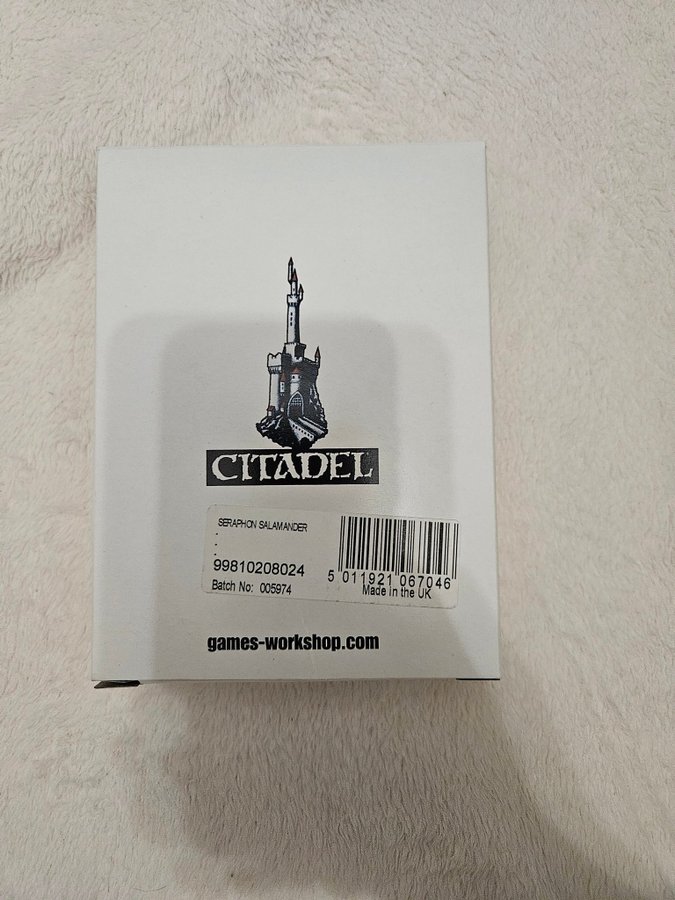 CITADEL
SERAPHON SALAMANDER
.
.
99810208024
Batch No: 005974
5 011921 067046
Made in the UK
games-workshop.com